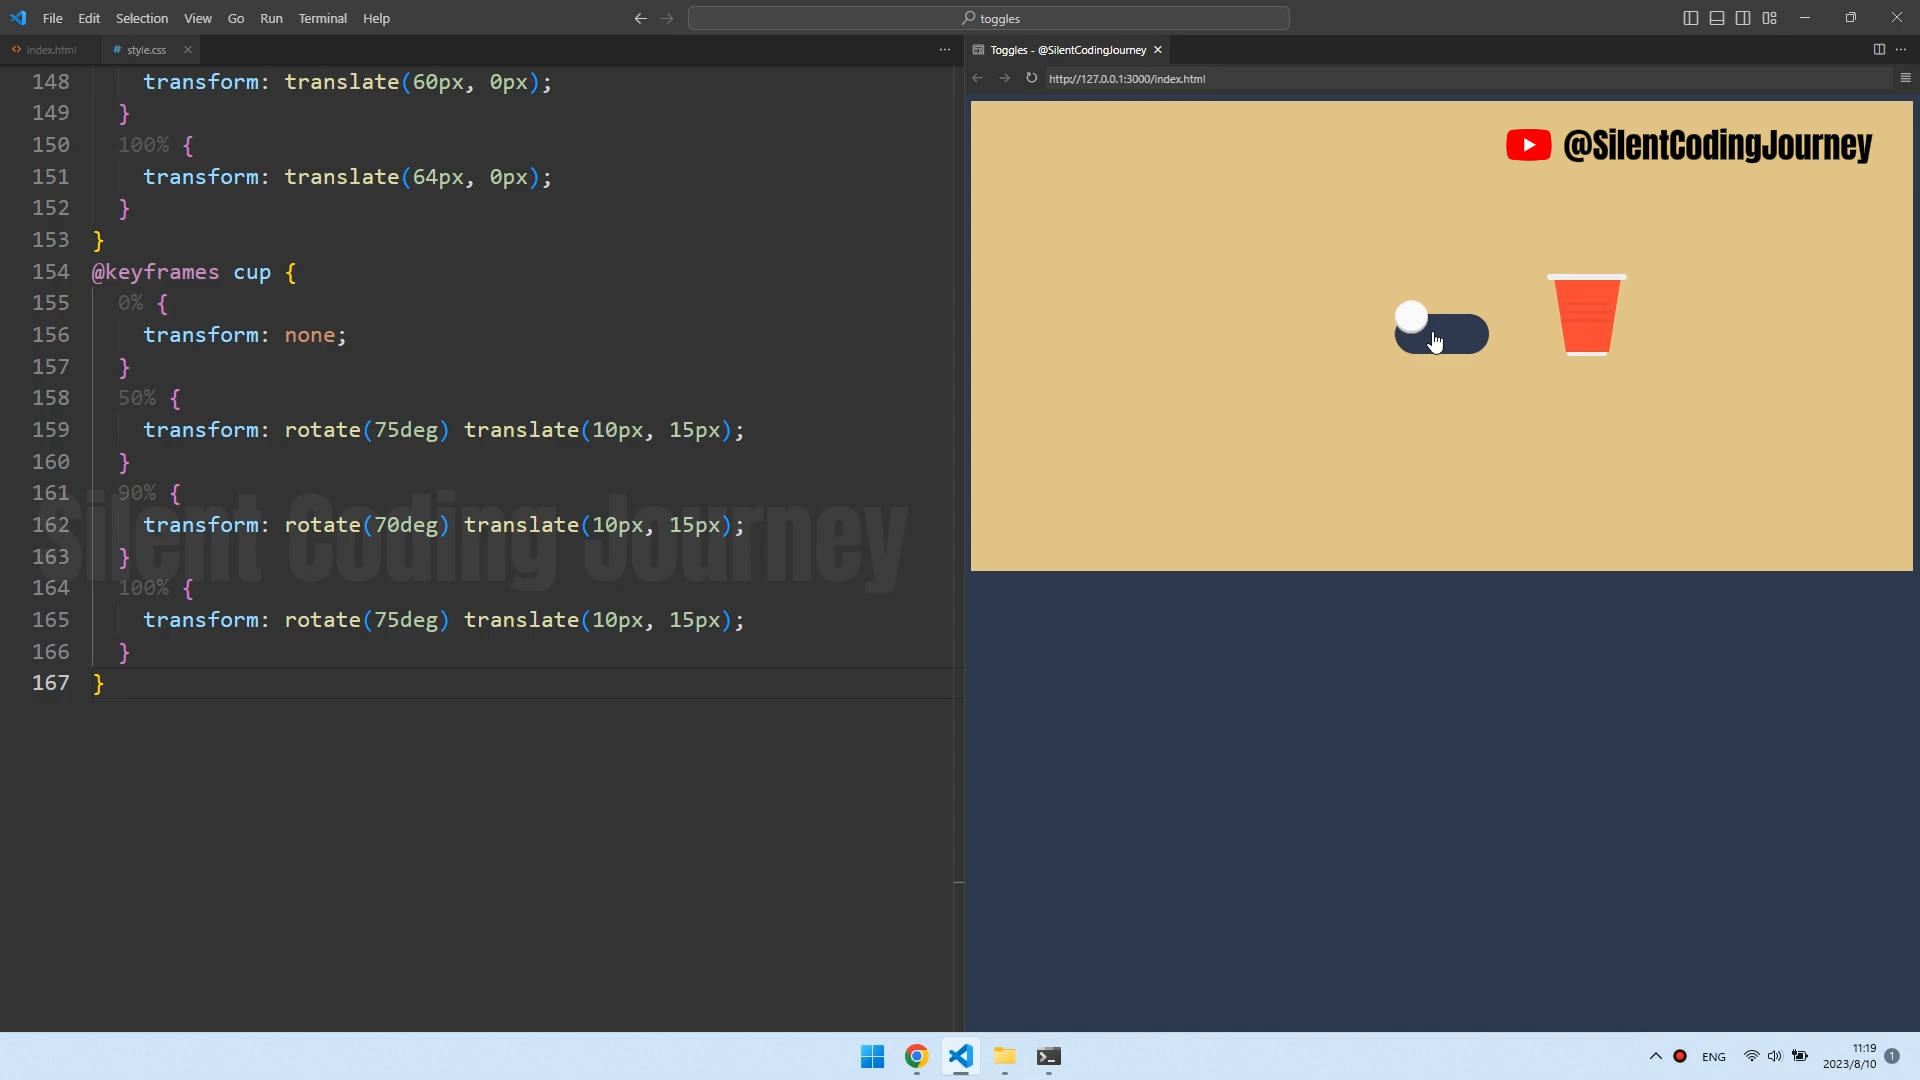 File Edit Selection View Go Run Terminal Help
toggles
index.html
# style.css
Toggles - @SilentCodingJourney
http://127.0.0.1:3000/index.html
148 transform: translate(60px, 0px);
149 }
150 100% {
151 transform: translate(64px, 0px);
152 }
153 }
154 @keyframes cup {
155 0% {
156 transform: none;
157 }
158 50% {
159 transform: rotate(75deg) translate(10px, 15px);
160 }
161 90% {
162 transform: rotate(70deg) translate(10px, 15px);
163 }
164 100% {
165 transform: rotate(75deg) translate(10px, 15px);
166 }
167 }
Silent Coding Journey
@SilentCodingJourney
ENG
11:19
2023/8/10
1